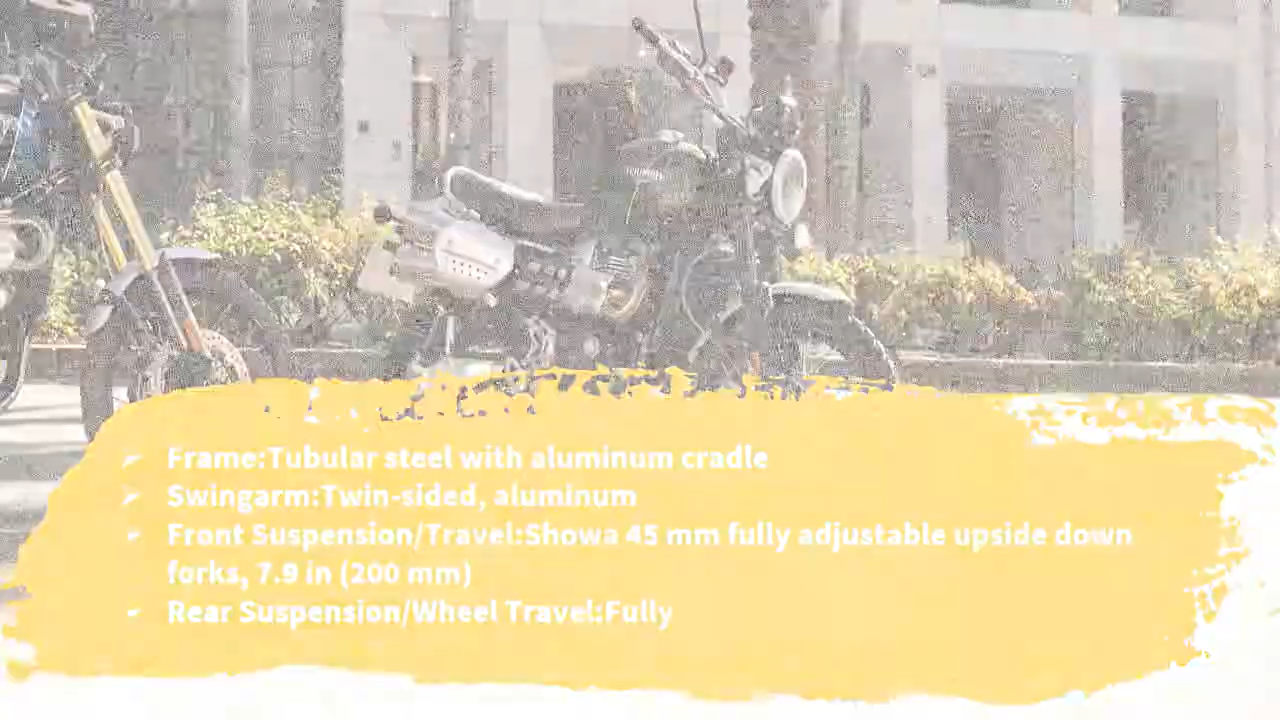 Frame:Tubular steel with aluminum cradle
Swingarm:Twin-sided, aluminum
Front Suspension/Travel:Showa 45 mm fully adjustable upside down
forks, 7.9 in (200 mm)
Rear Suspension/Wheel Travel:Fully